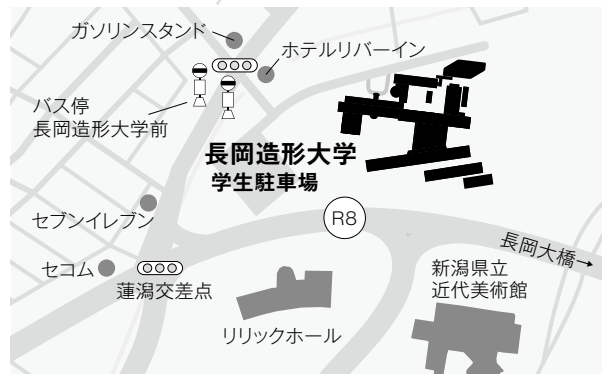 ガソリンスタンド
ホテルリバーイン
バス停
長岡造形大学前
長岡造形大学
学生駐車場
セブンイレブン
R8
長岡大橋→
セコム
蓮潟交差点
新潟県立
近代美術館
リリックホール